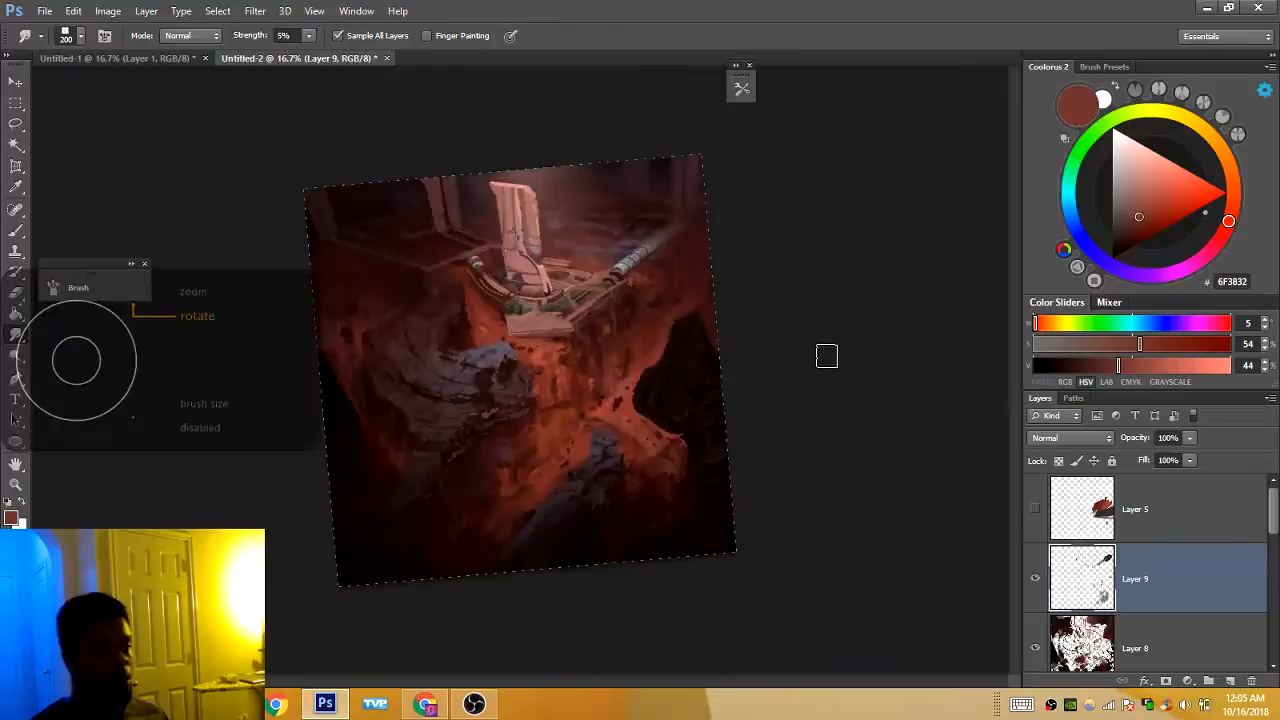 Ps File Edit Image Layer Type Select Filter 3D View Window Help
200 Mode: Normal Strength: 5% Sample All Layers Finger Painting Essentials
Untitled-1 @ 16.7% (Layer 1, RGB/8) * × Untitled-2 @ 16.7% (Layer 9, RGB/8) * ×
Coolorus 2 Brush Presets
# 6F3832
Brush
zoom
rotate
brush size
disabled
Color Sliders Mixer
H 5
S 54
V 44
RGB HSV LAB CMYK GRAYSCALE
Layers Paths
Kind
Normal Opacity: 100%
Lock: Fill: 100%
Layer 5
Layer 9
Layer 8
T
Ps TVP
12:05 AM
10/16/2018